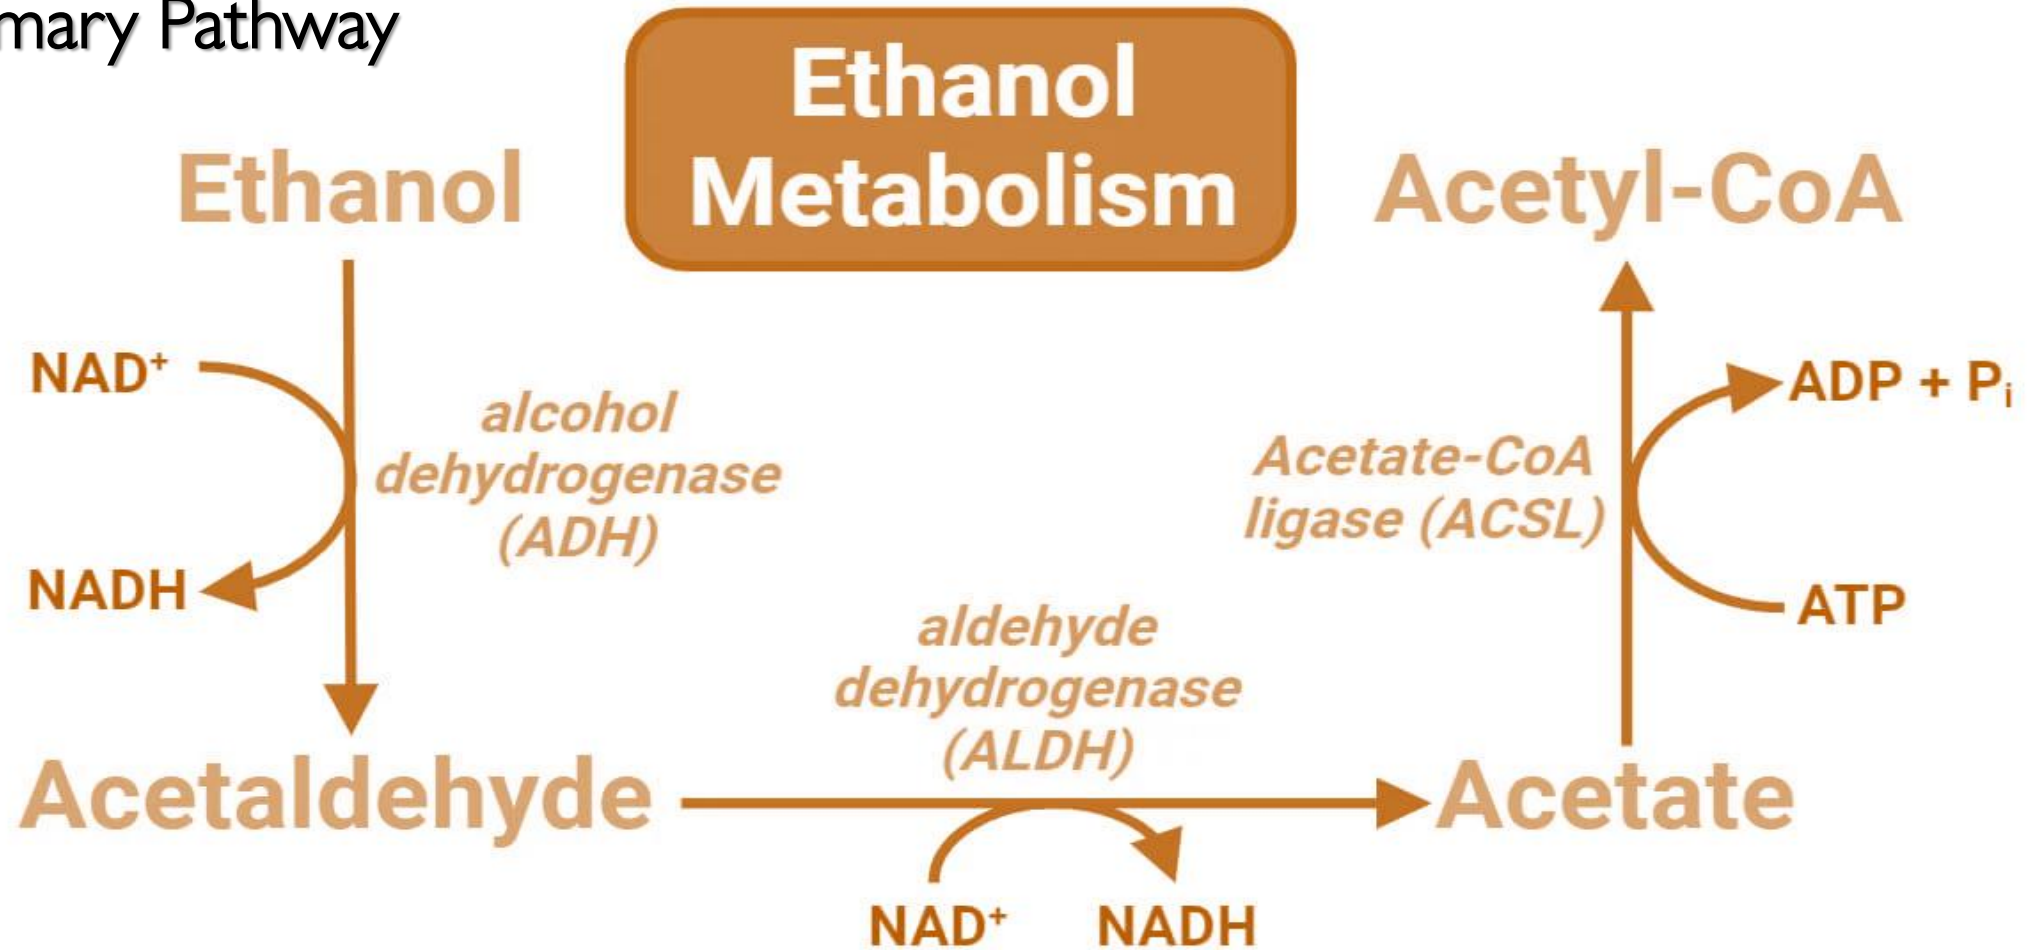 mary Pathway
Ethanol
Metabolism
Ethanol
Acetyl-CoA
NAD⁺
alcohol
dehydrogenase
(ADH)
NADH
Acetate-CoA
ligase (ACSL)
ADP + Pᵢ
ATP
aldehyde
dehydrogenase
(ALDH)
Acetaldehyde
Acetate
NAD⁺
NADH